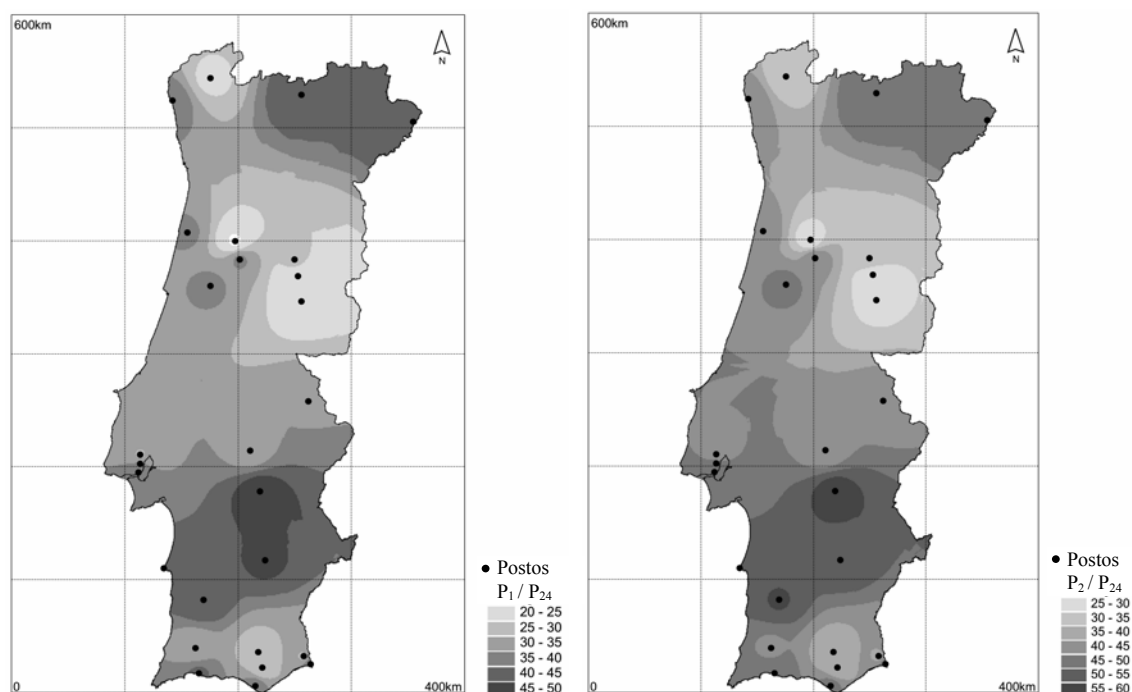 600km
N
Postos
P1 / P24
20 - 25
25 - 30
30 - 35
35 - 40
40 - 45
45 - 50
0
400km
600km
N
Postos
P2 / P24
25 - 30
30 - 35
35 - 40
40 - 45
45 - 50
50 - 55
55 - 60
0
400km